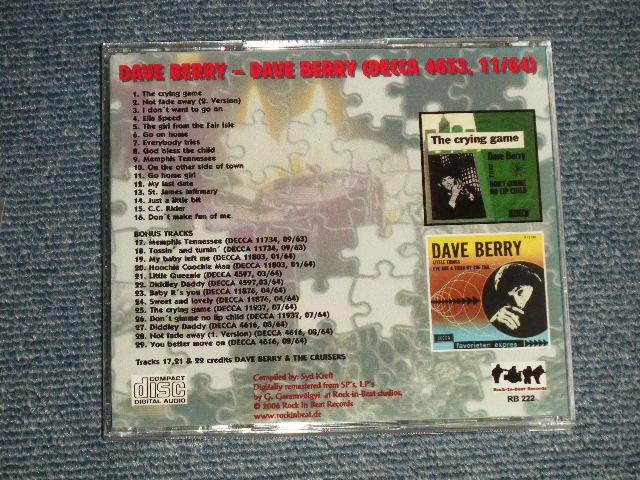 DAVE BERRY – DAVE BERRY (DECCA 4653, 11/64)
1. The crying game
2. Not fade away (2. Version)
3. I don´t want to go on
4. Ella Speed
5. The girl from the Fair Isle
6. Go on home
7. Everybody tries
8. God bless the child
9. Memphis Tennessee
10. On the other side of town
11. Go home girl
12. My last date
13. St. James Infirmary
14. Just a little bit
15. C.C. Rider
16. Don´t make fun of me
BONUS TRACKS
17. Memphis Tennessee (DECCA 11734, 09/63)
18. Tossin´ and turnin´ (DECCA 11734, 09/63)
19. My baby left me (DECCA 11803, 01/64)
20. Hoochie Coochie Man (DECCA 11803, 01/64)
21. Little Queenie (DECCA 4597, 03/64)
22. Diddley Daddy (DECCA 4597,03/64)
23. Baby it´s you (DECCA 11876, 04/64)
24. Sweet and lovely (DECCA 11876, 04/64)
25. The crying game (DECCA 11937, 07/64)
26. Don´t gimme no lip child (DECCA 11937, 07/64)
27. Diddley Daddy (DECCA 4616, 08/64)
28. Not fade away (1. Version) (DECCA 4616, 08/64)
29. You better move on (DECCA 4616, 08/64)
Tracks 17,21 & 22 credits DAVE BERRY & THE CRUISERS
COMPACT
disc
DIGITAL AUDIO
Compiled by: Syd Kreft
Digitally remastered from SP's, LP's
by G. Garamvölgyi at Rock-in-Beat studios.
© 2006 Rock In Beat Records
www.rockinbeat.de
The crying game
Dave Berry
DON'T GIMME
NO LIP CHILD
DECCA
DAVE BERRY
LITTLE THINGS
I'VE GOT A TIGER BY THE TAIL
DECCA
favorieten expres
Rock-In-Beat Records
RB 222